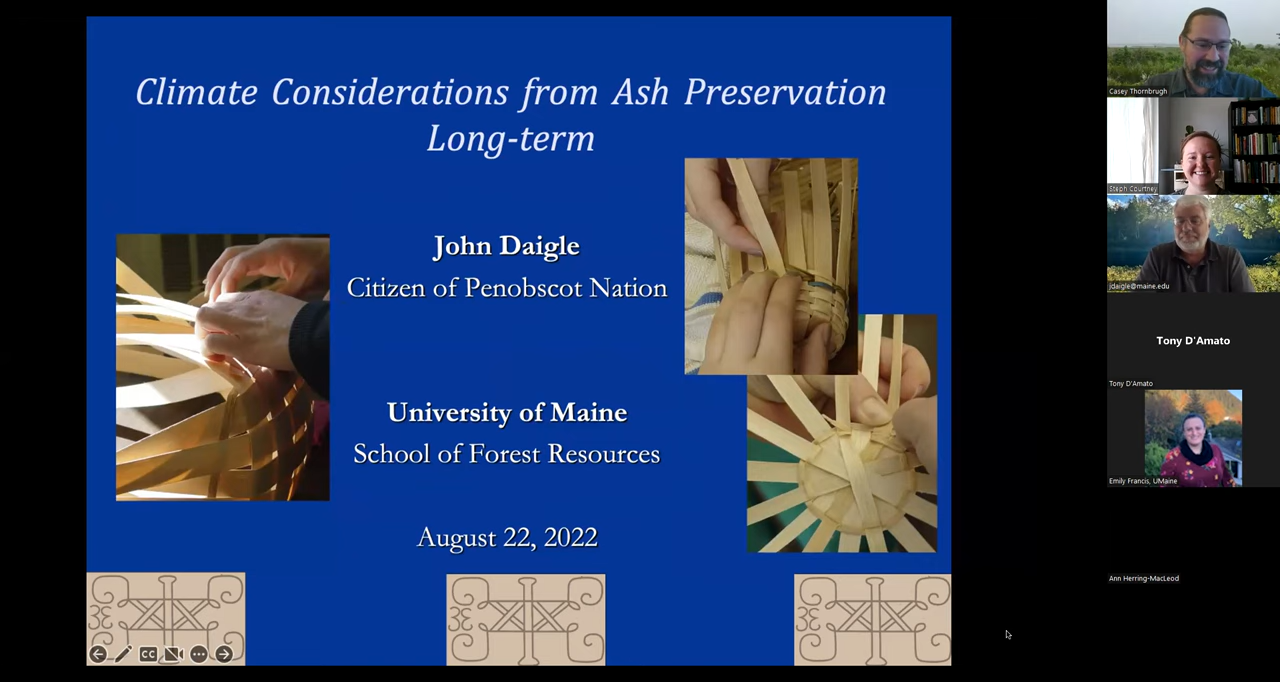 Climate Considerations from Ash Preservation
Long-term
John Daigle
Citizen of Penobscot Nation
University of Maine
School of Forest Resources
August 22, 2022
CC
Casey Thornbrugh
Steph Courtney
jdaigle@maine.edu
Tony D'Amato
Tony D'Amato
Emily Francis, UMaine
Ann Herring-MacLeod